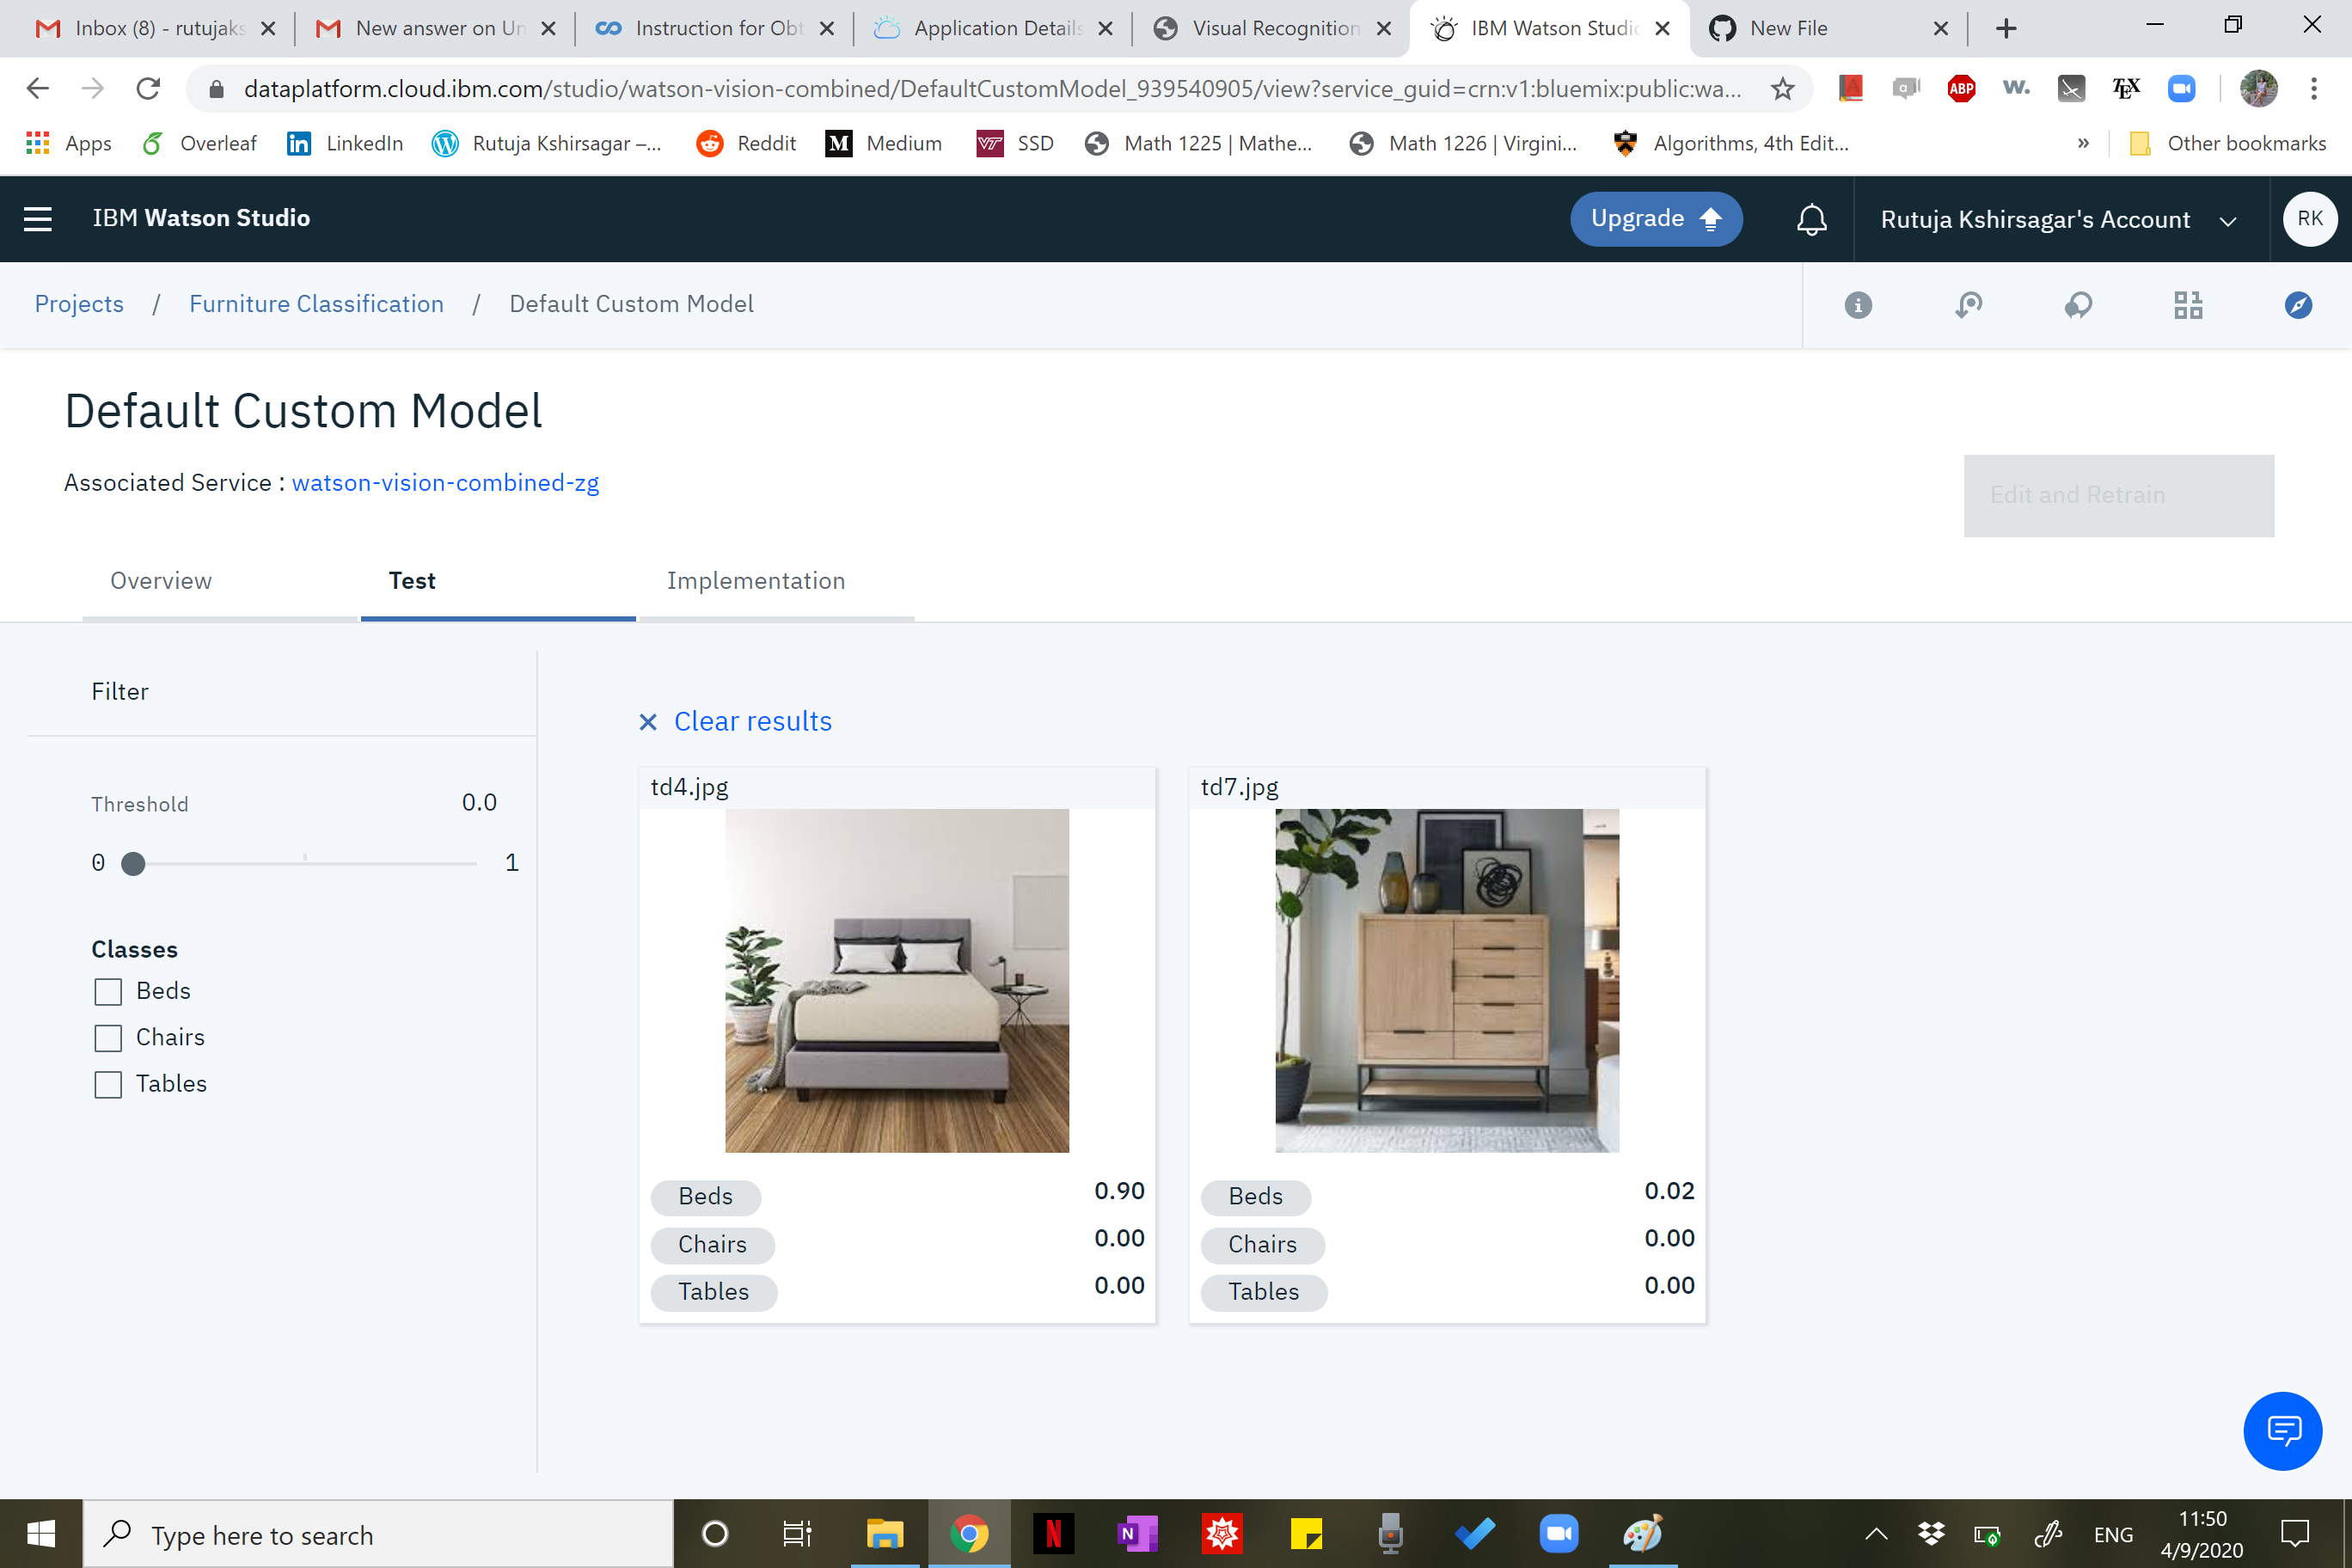 Inbox (8) - rutujaks
New answer on Un
Instruction for Obt
Application Details
Visual Recognition
IBM Watson Studio
New File
dataplatform.cloud.ibm.com/studio/watson-vision-combined/DefaultCustomModel_939540905/view?service_guid=crn:v1:bluemix:public:wa...
ABP
w.
TEX
Apps
Overleaf
LinkedIn
Rutuja Kshirsagar –...
Reddit
Medium
SSD
Math 1225 | Mathe...
Math 1226 | Virgini...
Algorithms, 4th Edit...
»
Other bookmarks
IBM Watson Studio
Upgrade
Rutuja Kshirsagar's Account
RK
Projects / Furniture Classification / Default Custom Model
Default Custom Model
Associated Service : watson-vision-combined-zg
Edit and Retrain
Overview
Test
Implementation
Filter
Threshold 0.0
0 1
Classes
Beds
Chairs
Tables
× Clear results
td4.jpg
Beds 0.90
Chairs 0.00
Tables 0.00
td7.jpg
Beds 0.02
Chairs 0.00
Tables 0.00
Type here to search
ENG
11:50
4/9/2020